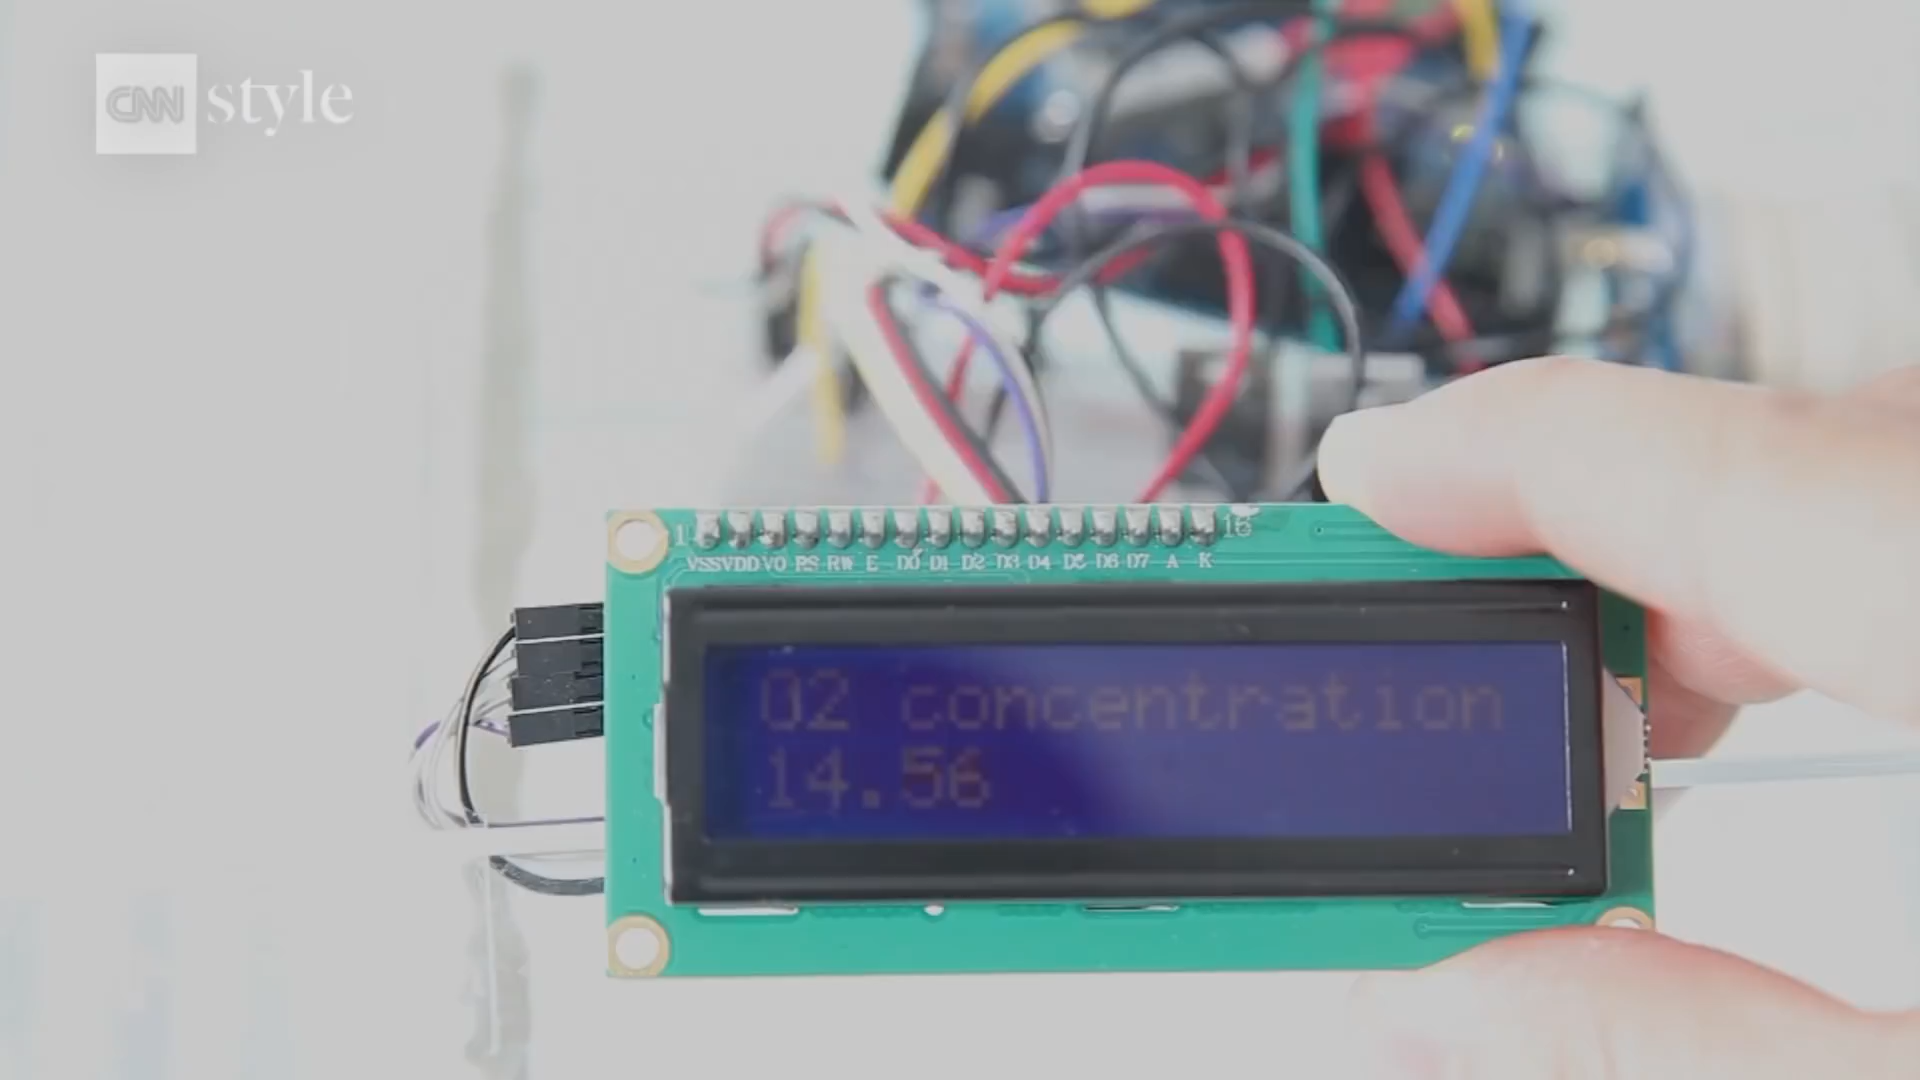 CNN style
1 16
VSS VDD VO RS RW E D0 D1 D2 D3 D4 D5 D6 D7 A K
O2 concentration
14.56